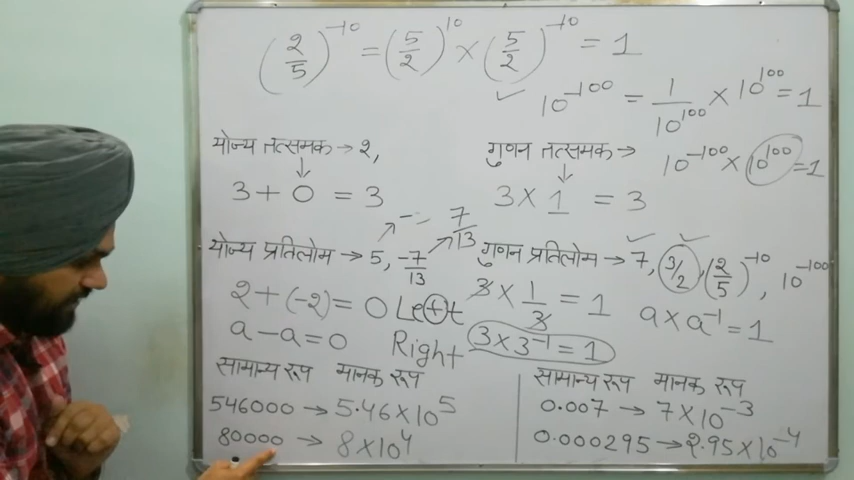 (2/5)^-10 = (5/2)^10 × (5/2)^-10 = 1
✓ 10^-100 = 1/10^100 × 10^100 = 1
योज्य तत्समक → 2,
3 + 0 = 3
गुणन तत्समक →
3 × 1 = 3
10^-100 × 10^100 = 1
योज्य प्रतिलोम → 5, -7/13 → 7/13
2 + (-2) = 0 Left
a - a = 0 Right
गुणन प्रतिलोम → 7, 3/2, (2/5)^-10, 10^-100
3 × 1/3 = 1
a × a^-1 = 1
3 × 3^-1 = 1
सामान्य रूप मानक रूप
546000 → 5.46 × 10^5
80000 → 8 × 10^4
सामान्य रूप मानक रूप
0.007 → 7 × 10^-3
0.000295 → 2.95 × 10^-4